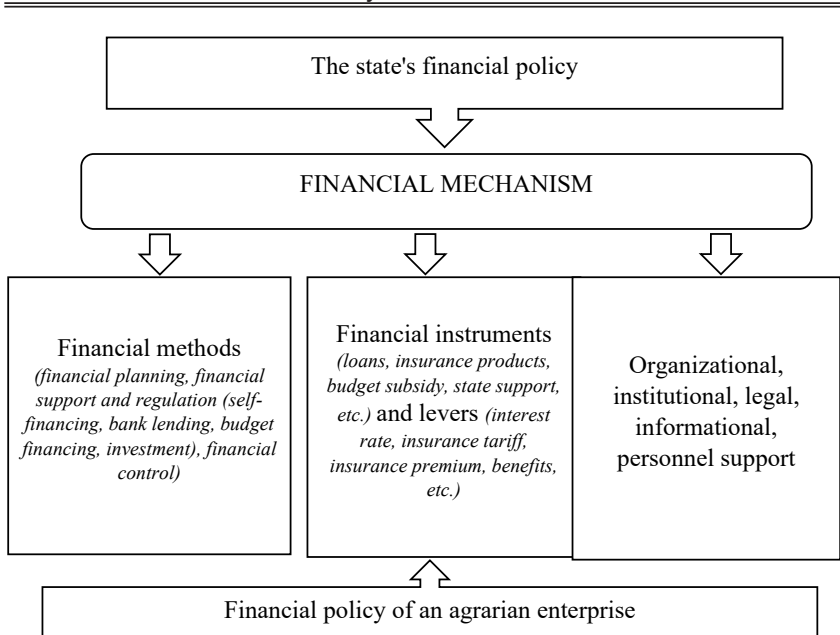 The state's financial policy
FINANCIAL MECHANISM
Financial methods
(financial planning, financial
support and regulation (self-
financing, bank lending, budget
financing, investment), financial
control)
Financial instruments
(loans, insurance products,
budget subsidy, state support,
etc.) and levers (interest
rate, insurance tariff,
insurance premium, benefits,
etc.)
Organizational,
institutional, legal,
informational,
personnel support
Financial policy of an agrarian enterprise